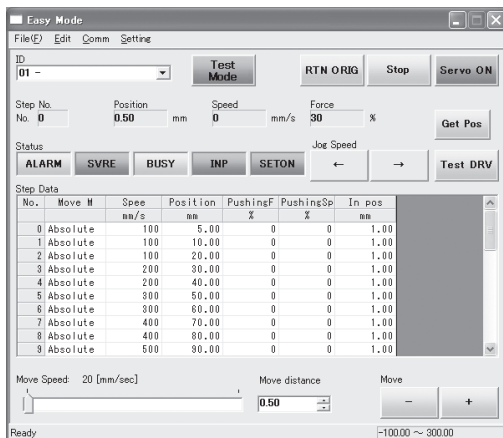 Easy Mode
File(F) Edit Comm Setting
ID
01 -
Test Mode
RTN ORIG
Stop
Servo ON
Step No.
No. 0
Position
0.50 mm
Speed
0 mm/s
Force
30 %
Get Pos
Status
ALARM SVRE BUSY INP SETON
Jog Speed
← →
Test DRV
Step Data
No. Move M Spee Position PushingF PushingSp In pos
mm/s mm % % mm
0 Absolute 100 5.00 0 0 1.00
1 Absolute 100 10.00 0 0 1.00
2 Absolute 100 20.00 0 0 1.00
3 Absolute 200 30.00 0 0 1.00
4 Absolute 200 40.00 0 0 1.00
5 Absolute 300 50.00 0 0 1.00
6 Absolute 300 60.00 0 0 1.00
7 Absolute 400 70.00 0 0 1.00
8 Absolute 400 80.00 0 0 1.00
9 Absolute 500 90.00 0 0 1.00
Move Speed: 20 [mm/sec]
Move distance
0.50
Move
- +
Ready
-100.00 ~ 300.00